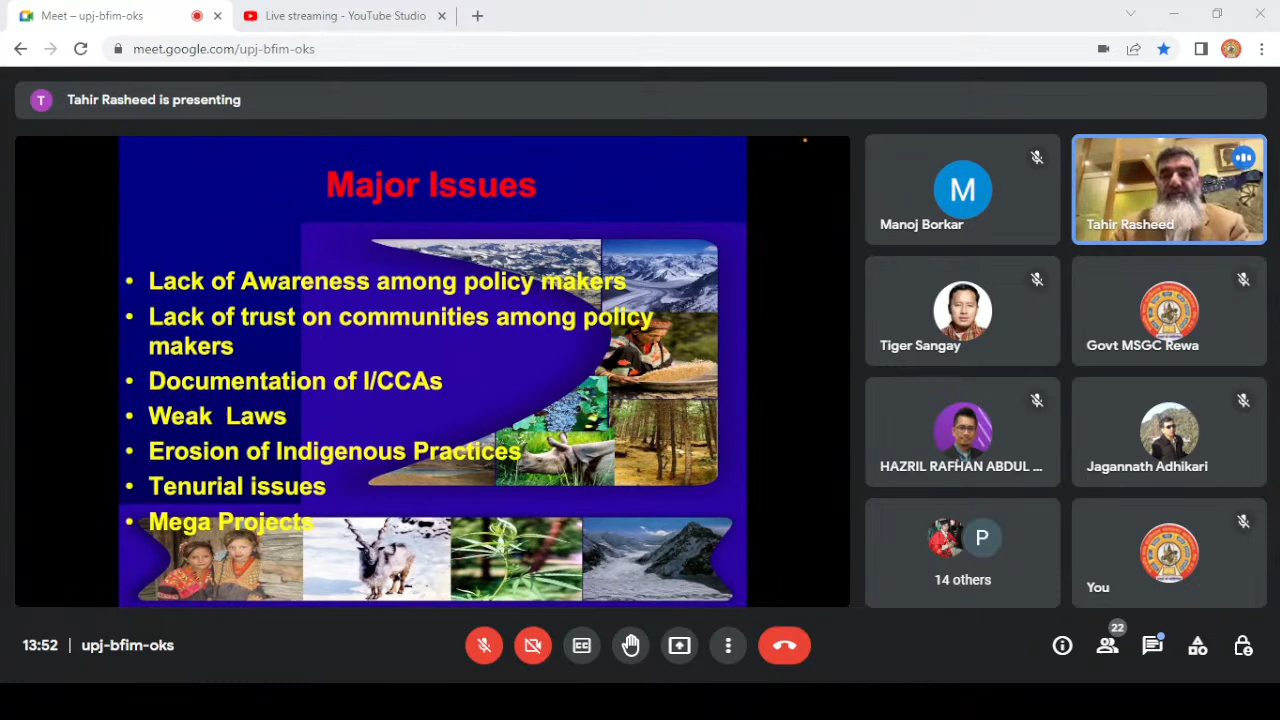 Meet – upj-bfim-oks
Live streaming - YouTube Studio
meet.google.com/upj-bfim-oks
T
Tahir Rasheed is presenting
Major Issues
• Lack of Awareness among policy makers
• Lack of trust on communities among policy
makers
• Documentation of I/CCAs
• Weak Laws
• Erosion of Indigenous Practices
• Tenurial issues
• Mega Projects
M
Manoj Borkar
Tahir Rasheed
Tiger Sangay
Govt MSGC Rewa
HAZRIL RAFHAN ABDUL ...
Jagannath Adhikari
P
14 others
You
13:52 | upj-bfim-oks
CC
22